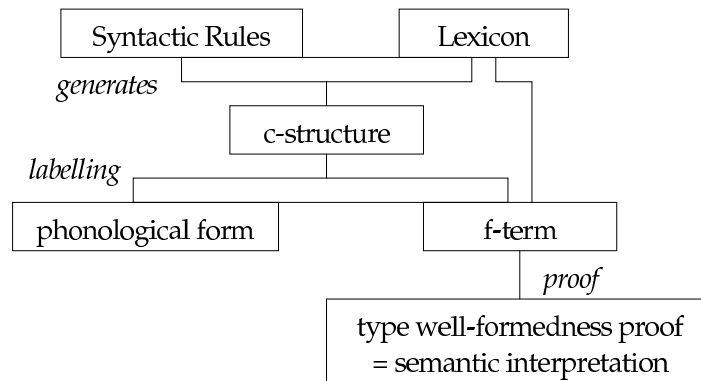 Syntactic Rules
Lexicon
generates
c-structure
labelling
phonological form
f-term
proof
type well-formedness proof
= semantic interpretation